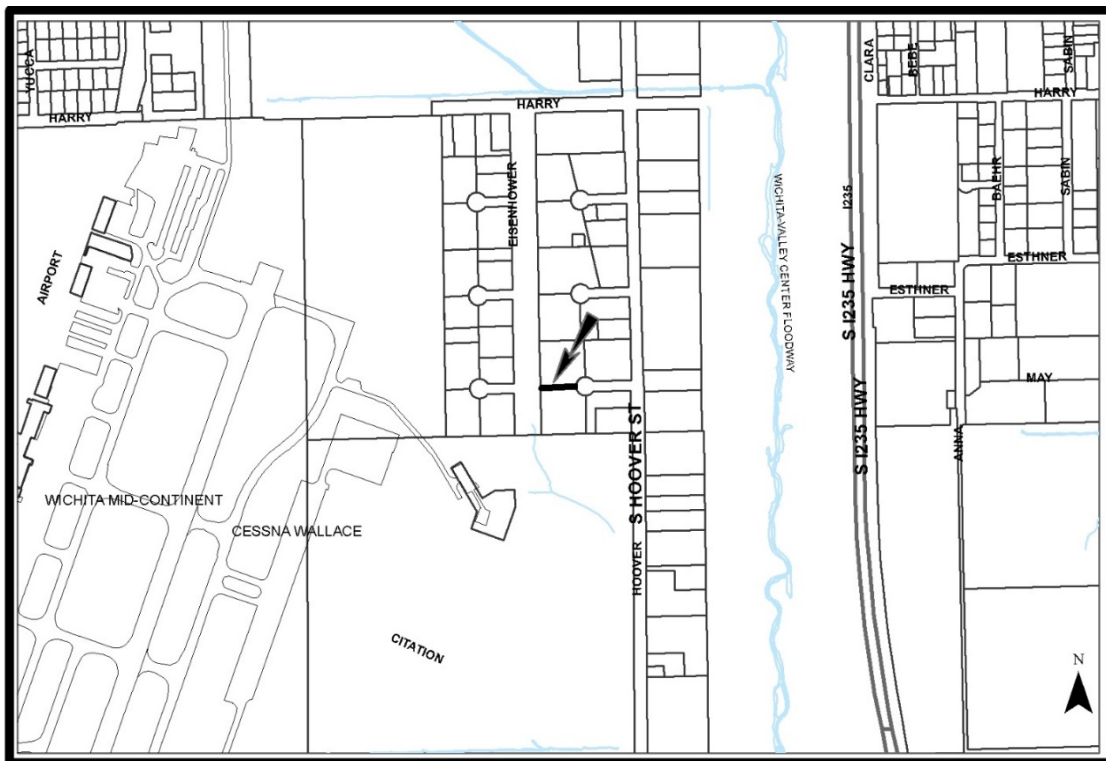 YUCCA
CLARA
BEBE
SABIN
HARRY
HARRY
HARRY
EISENHOWER
WICHITA-VALLEY CENTER FLOODWAY
I235
BAEHR
SABIN
AIRPORT
ESTHNER
ESTHNER
S I235 HWY
MAY
S I235 HWY
ANNA
S HOOVER ST
WICHITA MID-CONTINENT
CESSNA WALLACE
HOOVER
CITATION
N